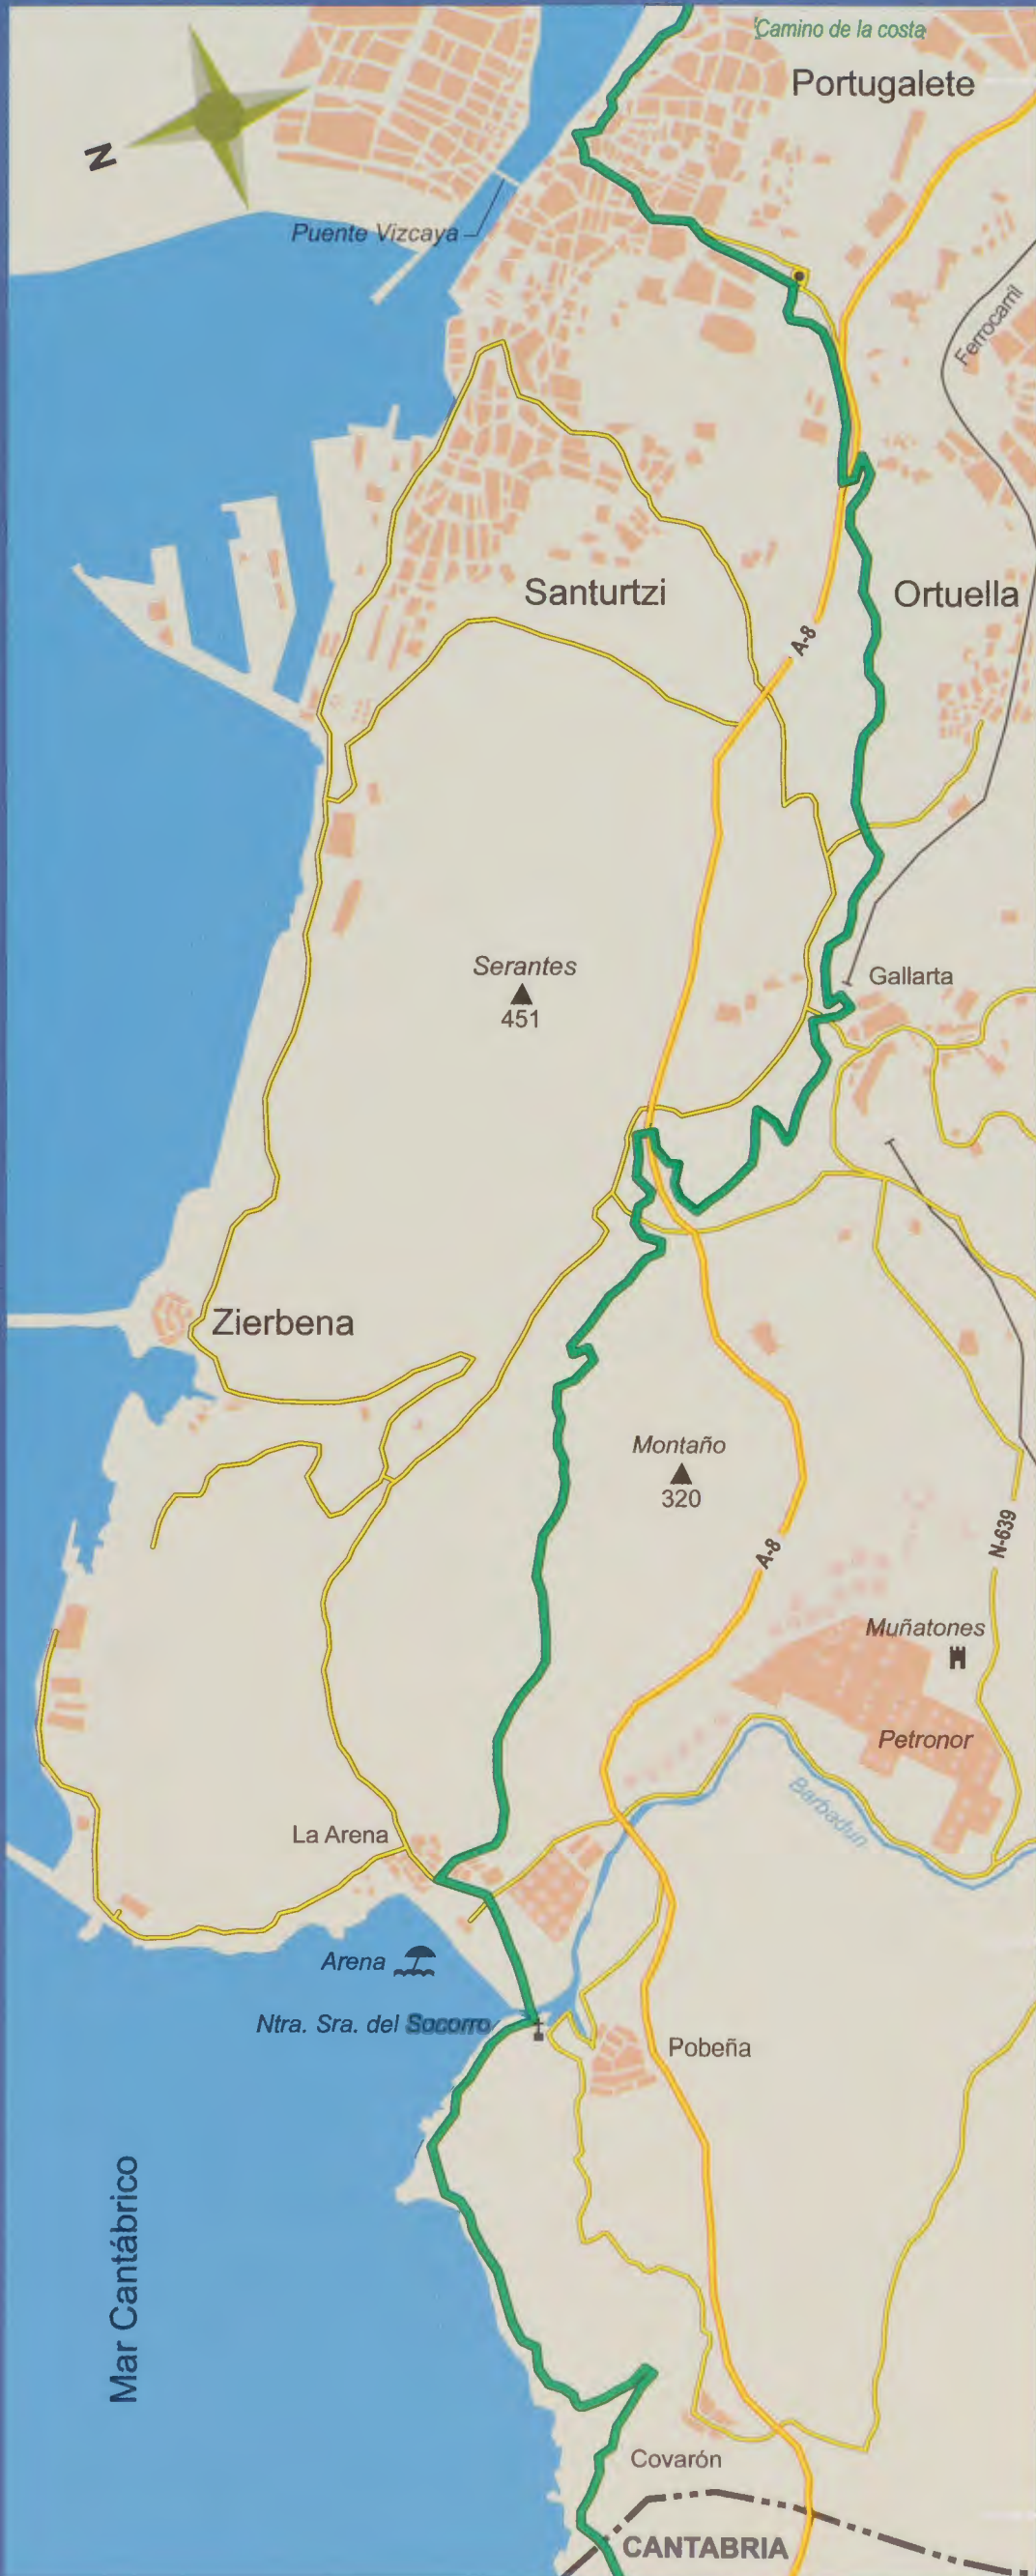 Camino de la costa
Portugalete
N
Puente Vizcaya
Ferrocarril
Santurtzi
Ortuella
A-8
Serantes
451
Gallarta
Zierbena
Montaño
320
A-8
N-639
Muñatones
Petronor
Barbadun
La Arena
Arena
Ntra. Sra. del Socorro
Pobeña
Mar Cantábrico
Covarón
CANTABRIA